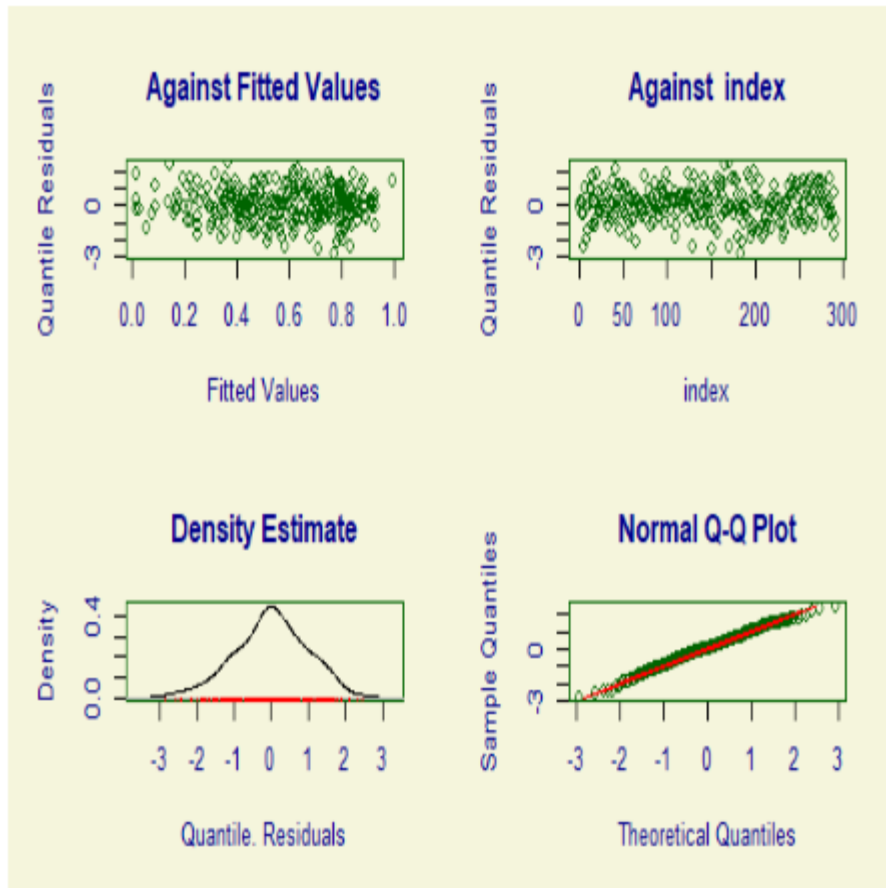 Against Fitted Values
Quantile Residuals
0
-3
0.0 0.2 0.4 0.6 0.8 1.0
Fitted Values
Against index
Quantile Residuals
0
-3
0 50 100 200 300
index
Density Estimate
Density
0.4
0.0
-3 -2 -1 0 1 2 3
Quantile. Residuals
Normal Q-Q Plot
Sample Quantiles
0
-3
-3 -2 -1 0 1 2 3
Theoretical Quantiles